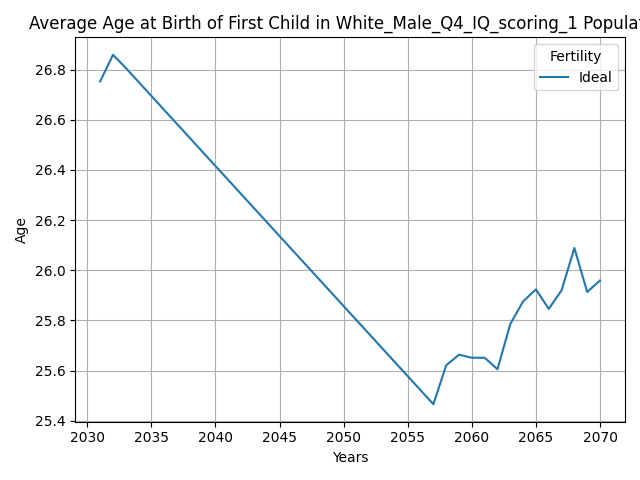 Average Age at Birth of First Child in White_Male_Q4_IQ_scoring_1 Popula
Fertility
Ideal
26.8
26.6
26.4
26.2
26.0
25.8
25.6
25.4
Age
2030 2035 2040 2045 2050 2055 2060 2065 2070
Years